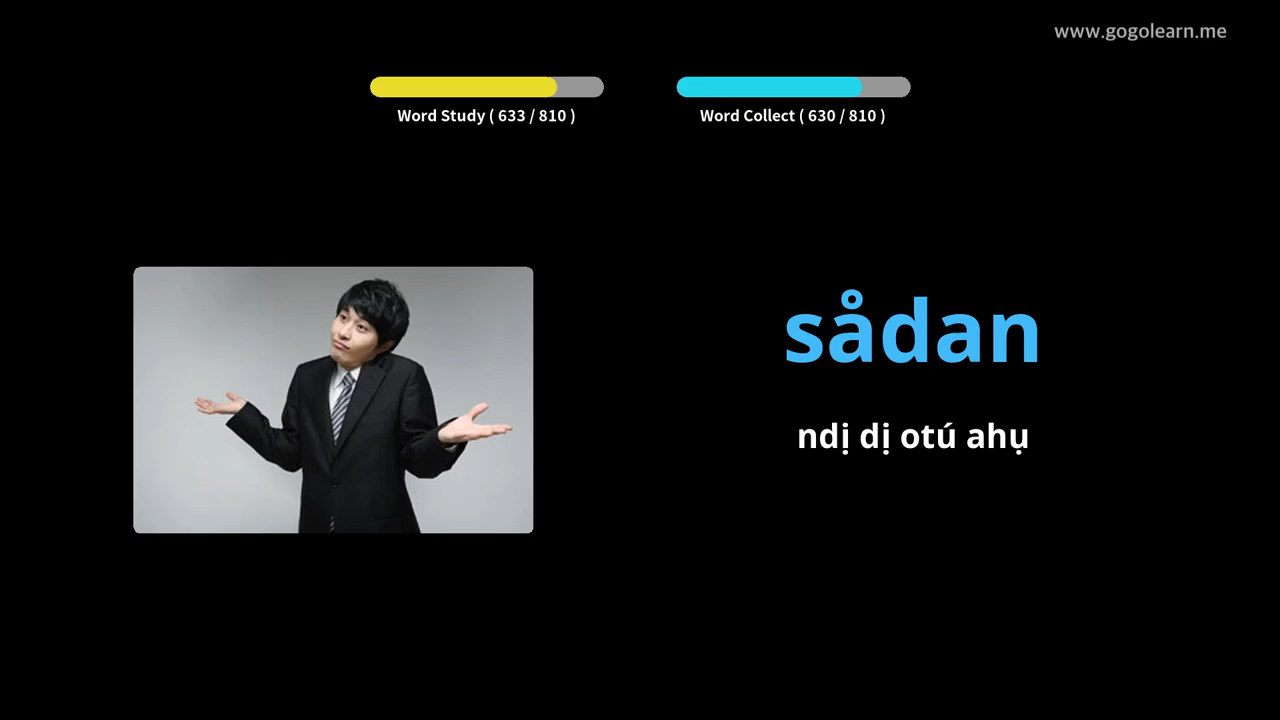 www.gogolearn.me
Word Study ( 633 / 810 )
Word Collect ( 630 / 810 )
sådan
ndị dị otú ahụ